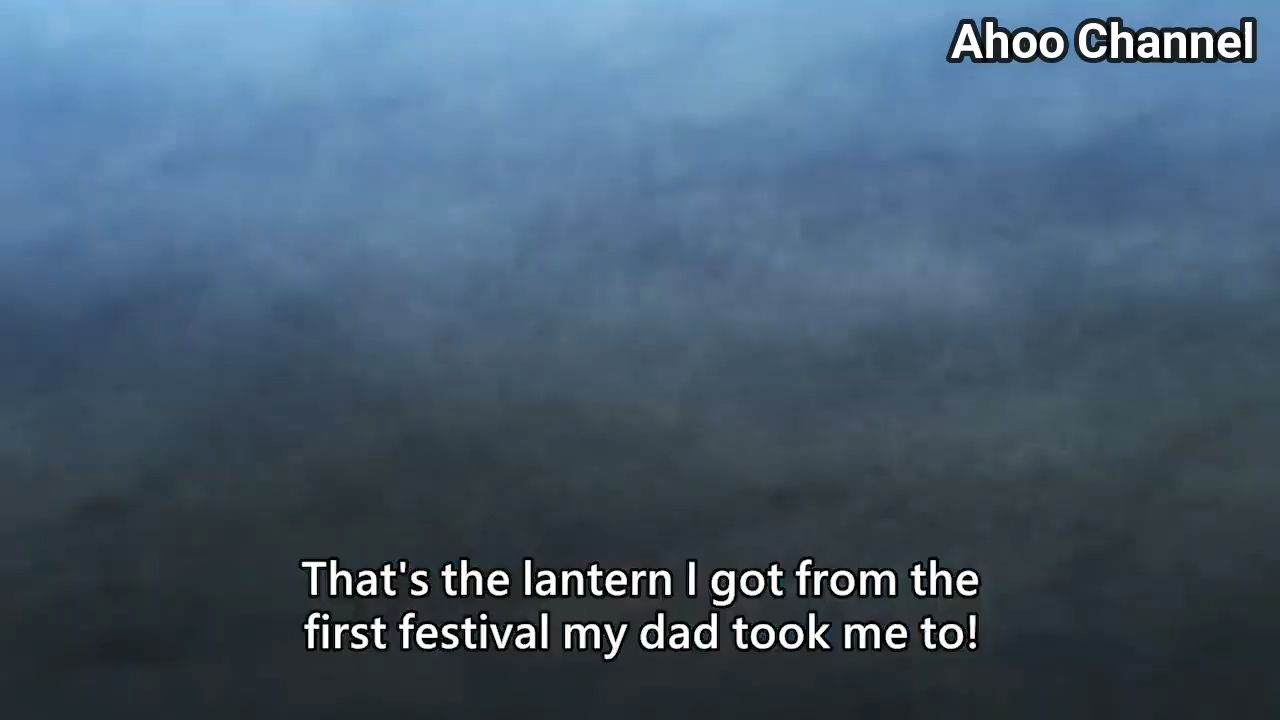 Ahoo Channel
That's the lantern I got from the
first festival my dad took me to!